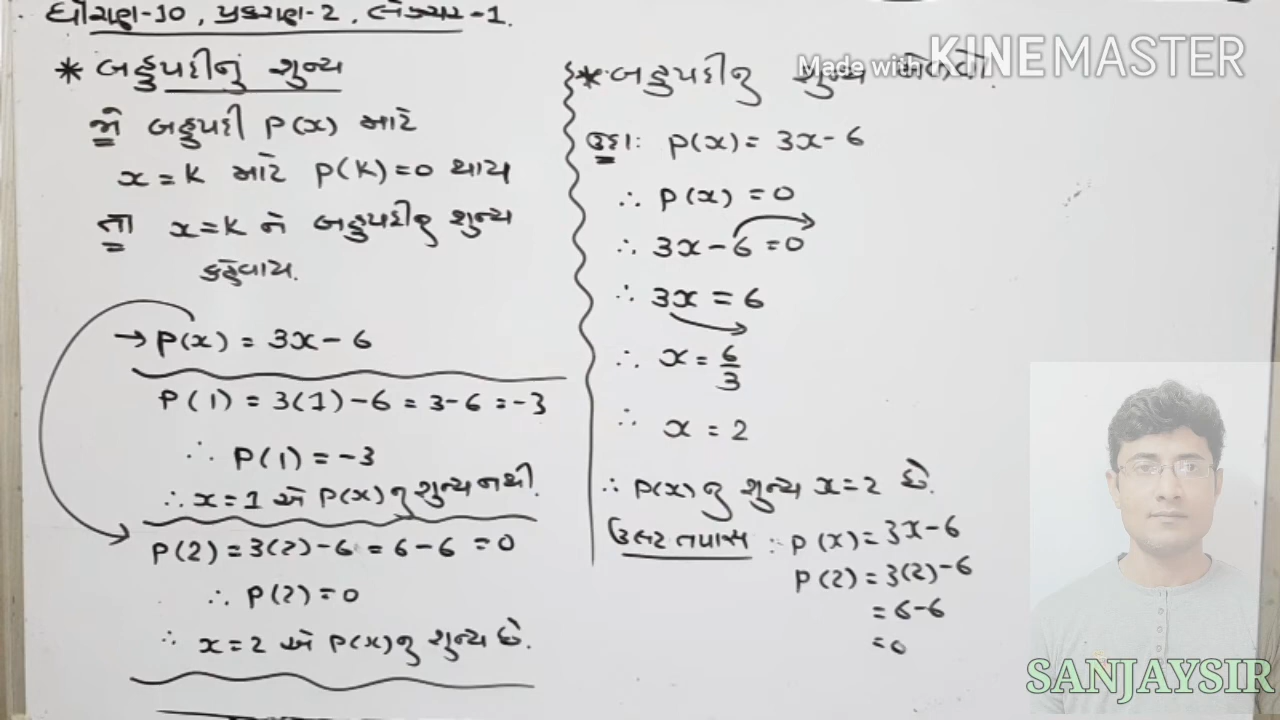 ધોરણ-10, પ્રકરણ-2, લેક્ચર-1.
* બહુપદીનું શુન્ય
જો બહુપદી P(x) માટે
x = K માટે P(K)=0 થાય
તો x=K ને બહુપદીનુ શુન્ય
કહેવાય.
→ P(x) = 3x-6
P(1) = 3(1)-6 = 3-6 = -3
∴ P(1) = -3
∴ x=1 એ P(x)નુ શુન્ય નથી.
P(2) = 3(2)-6 = 6-6 = 0
∴ P(2) = 0
∴ x=2 એ P(x)નુ શુન્ય છે.
* બહુપદીનુ શુન્ય મેળવો.
Made with KINEMASTER
ઉદા: P(x) = 3x-6
∴ P(x) = 0
∴ 3x-6=0
∴ 3x = 6
∴ x = 6/3
∴ x = 2
∴ P(x)નુ શુન્ય x=2 છે.
ઉલટ તપાસ : P(x) = 3x-6
P(2) = 3(2)-6
= 6-6
= 0
SANJAYSIR